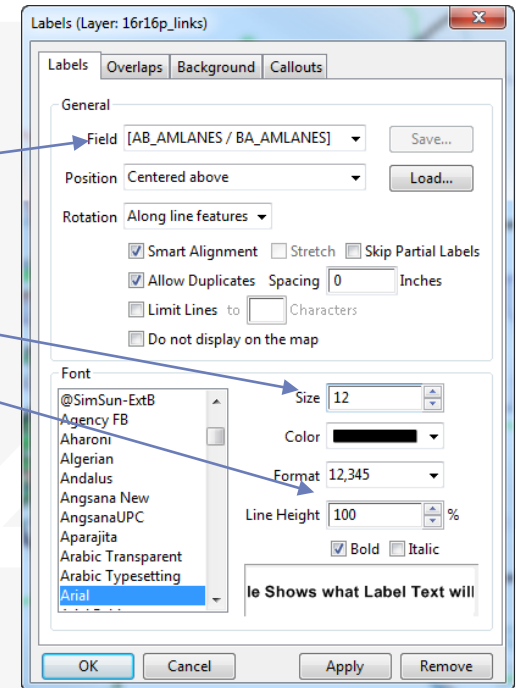 Labels (Layer: 16r16p_links)
x
Labels Overlaps Background Callouts
General
Field [AB_AMLANES / BA_AMLANES] Save...
Position Centered above Load...
Rotation Along line features
Smart Alignment Stretch Skip Partial Labels
Allow Duplicates Spacing 0 Inches
Limit Lines to Characters
Do not display on the map
Font
@SimSun-ExtB
Agency FB
Aharoni
Algerian
Andalus
Angsana New
AngsanaUPC
Aparajita
Arabic Transparent
Arabic Typesetting
Arial
Size 12
Color
Format 12,345
Line Height 100 %
Bold Italic
le Shows what Label Text will
OK Cancel Apply Remove